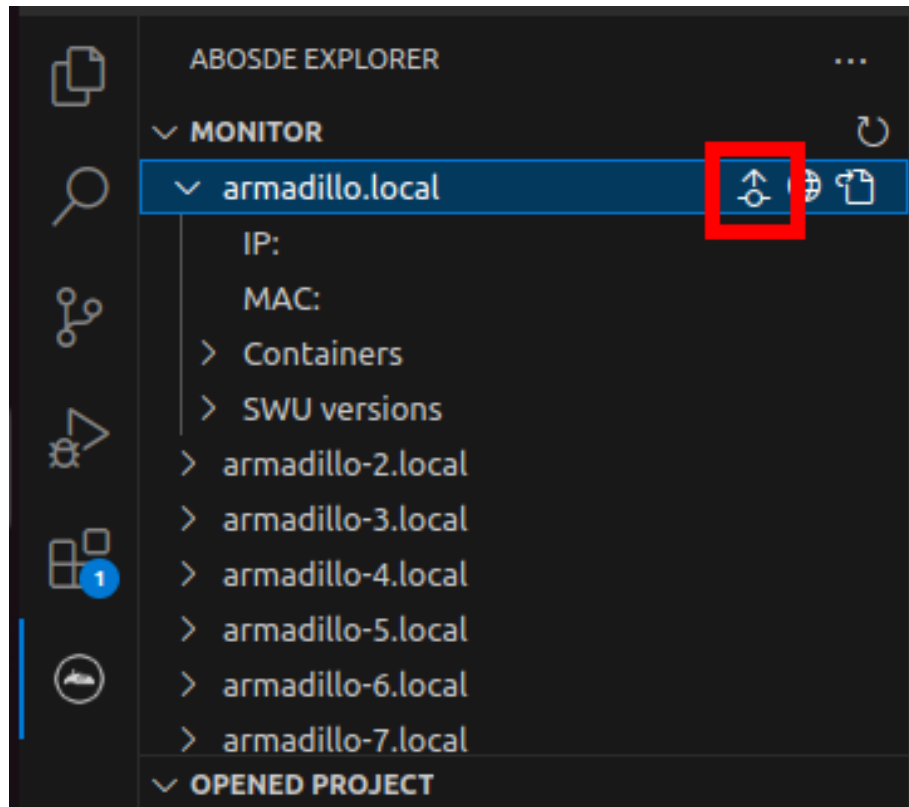 ABOSDE EXPLORER
MONITOR
armadillo.local
IP:
MAC:
Containers
SWU versions
armadillo-2.local
armadillo-3.local
armadillo-4.local
1
armadillo-5.local
armadillo-6.local
armadillo-7.local
OPENED PROJECT